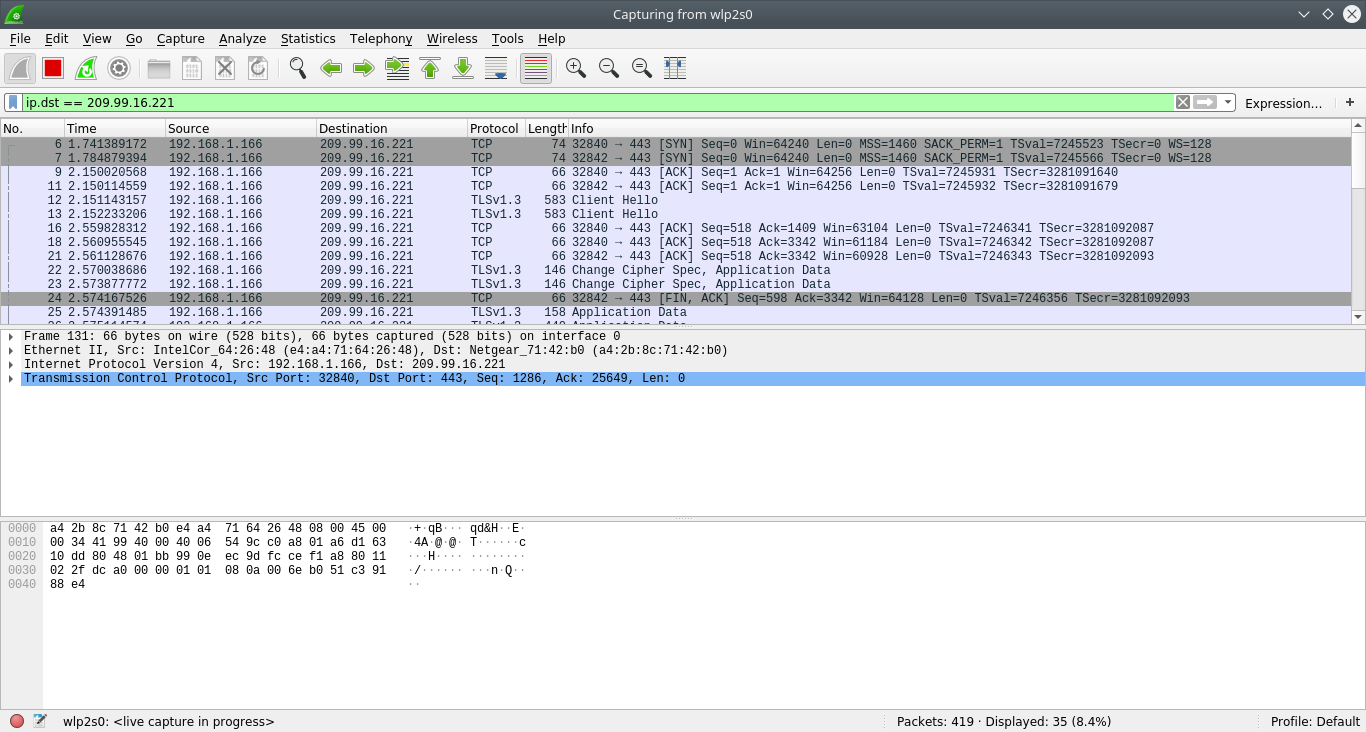 Capturing from wlp2s0
File Edit View Go Capture Analyze Statistics Telephony Wireless Tools Help
ip.dst == 209.99.16.221 Expression... +
No. Time Source Destination Protocol Length Info
6 1.741389172 192.168.1.166 209.99.16.221 TCP 74 32840 → 443 [SYN] Seq=0 Win=64240 Len=0 MSS=1460 SACK_PERM=1 TSval=7245523 TSecr=0 WS=128
7 1.784879394 192.168.1.166 209.99.16.221 TCP 74 32842 → 443 [SYN] Seq=0 Win=64240 Len=0 MSS=1460 SACK_PERM=1 TSval=7245566 TSecr=0 WS=128
9 2.150020568 192.168.1.166 209.99.16.221 TCP 66 32840 → 443 [ACK] Seq=1 Ack=1 Win=64256 Len=0 TSval=7245931 TSecr=3281091640
11 2.150114559 192.168.1.166 209.99.16.221 TCP 66 32842 → 443 [ACK] Seq=1 Ack=1 Win=64256 Len=0 TSval=7245932 TSecr=3281091679
12 2.151143157 192.168.1.166 209.99.16.221 TLSv1.3 583 Client Hello
13 2.152233206 192.168.1.166 209.99.16.221 TLSv1.3 583 Client Hello
16 2.559828312 192.168.1.166 209.99.16.221 TCP 66 32840 → 443 [ACK] Seq=518 Ack=1409 Win=63104 Len=0 TSval=7246341 TSecr=3281092087
18 2.560955545 192.168.1.166 209.99.16.221 TCP 66 32840 → 443 [ACK] Seq=518 Ack=3342 Win=61184 Len=0 TSval=7246342 TSecr=3281092087
21 2.561128676 192.168.1.166 209.99.16.221 TCP 66 32842 → 443 [ACK] Seq=518 Ack=3342 Win=60928 Len=0 TSval=7246343 TSecr=3281092093
22 2.570038686 192.168.1.166 209.99.16.221 TLSv1.3 146 Change Cipher Spec, Application Data
23 2.573877772 192.168.1.166 209.99.16.221 TLSv1.3 146 Change Cipher Spec, Application Data
24 2.574167526 192.168.1.166 209.99.16.221 TCP 66 32842 → 443 [FIN, ACK] Seq=598 Ack=3342 Win=64128 Len=0 TSval=7246356 TSecr=3281092093
25 2.574391485 192.168.1.166 209.99.16.221 TLSv1.3 158 Application Data
Frame 131: 66 bytes on wire (528 bits), 66 bytes captured (528 bits) on interface 0
Ethernet II, Src: IntelCor_64:26:48 (e4:a4:71:64:26:48), Dst: Netgear_71:42:b0 (a4:2b:8c:71:42:b0)
Internet Protocol Version 4, Src: 192.168.1.166, Dst: 209.99.16.221
Transmission Control Protocol, Src Port: 32840, Dst Port: 443, Seq: 1286, Ack: 25649, Len: 0
0000 a4 2b 8c 71 42 b0 e4 a4 71 64 26 48 08 00 45 00 ·+·qB··· qd&H··E·
0010 00 34 41 99 40 00 40 06 54 9c c0 a8 01 a6 d1 63 ·4A·@·@· T······c
0020 10 dd 80 48 01 bb 99 0e ec 9d fc ce f1 a8 80 11 ···H···· ········
0030 02 2f dc a0 00 00 01 01 08 0a 00 6e b0 51 c3 91 ·/······ ···n·Q··
0040 88 e4 ··
wlp2s0: <live capture in progress> Packets: 419 · Displayed: 35 (8.4%) Profile: Default